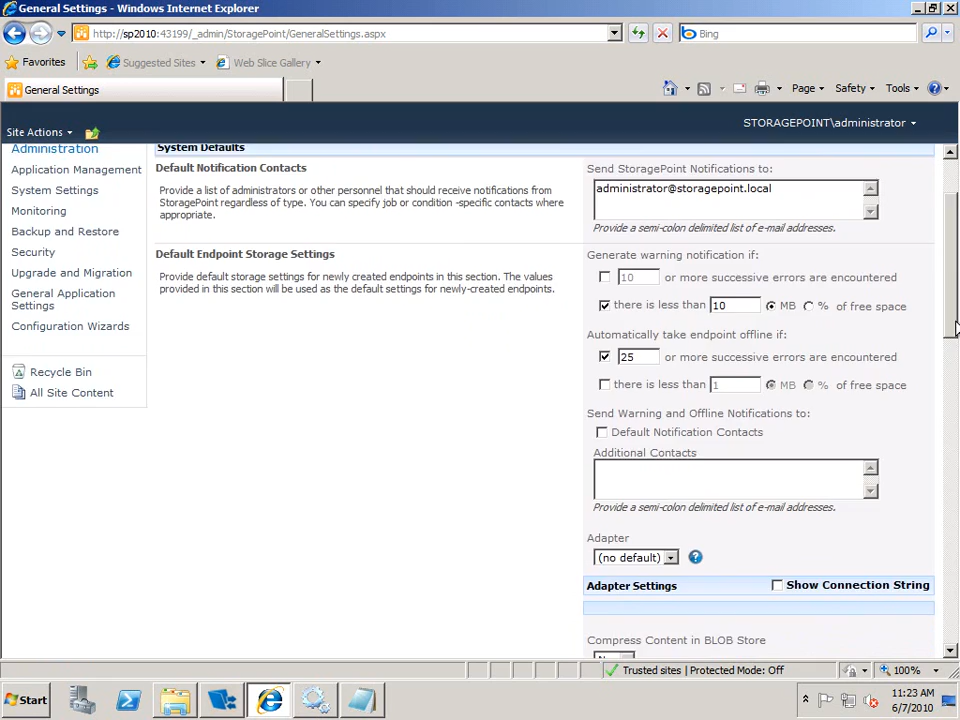 General Settings - Windows Internet Explorer
http://sp2010:43199/_admin/StoragePoint/GeneralSettings.aspx
Bing
Favorites
Suggested Sites
Web Slice Gallery
General Settings
Page
Safety
Tools
Site Actions
STORAGEPOINT\administrator
Administration
Application Management
System Settings
Monitoring
Backup and Restore
Security
Upgrade and Migration
General Application
Settings
Configuration Wizards
Recycle Bin
All Site Content
System Defaults
Default Notification Contacts
Provide a list of administrators or other personnel that should receive notifications from
StoragePoint regardless of type. You can specify job or condition -specific contacts where
appropriate.
Send StoragePoint Notifications to:
administrator@storagepoint.local
Provide a semi-colon delimited list of e-mail addresses.
Default Endpoint Storage Settings
Provide default storage settings for newly created endpoints in this section. The values
provided in this section will be used as the default settings for newly-created endpoints.
Generate warning notification if:
10 or more successive errors are encountered
there is less than 10 MB % of free space
Automatically take endpoint offline if:
25 or more successive errors are encountered
there is less than 1 MB % of free space
Send Warning and Offline Notifications to:
Default Notification Contacts
Additional Contacts
Provide a semi-colon delimited list of e-mail addresses.
Adapter
(no default)
Adapter Settings
Show Connection String
Compress Content in BLOB Store
Trusted sites | Protected Mode: Off
100%
Start
11:23 AM
6/7/2010